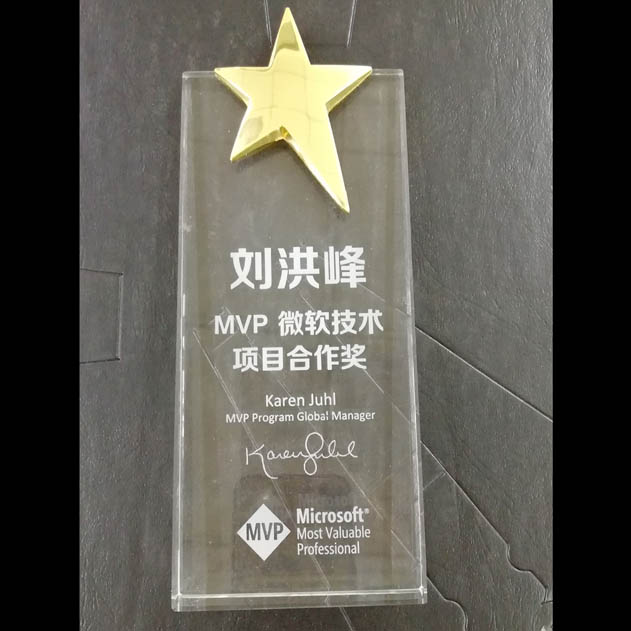 刘洪峰
MVP 微软技术
项目合作奖
Karen Juhl
MVP Program Global Manager
Karen Juhl
MVP
Microsoft®
Most Valuable
Professional